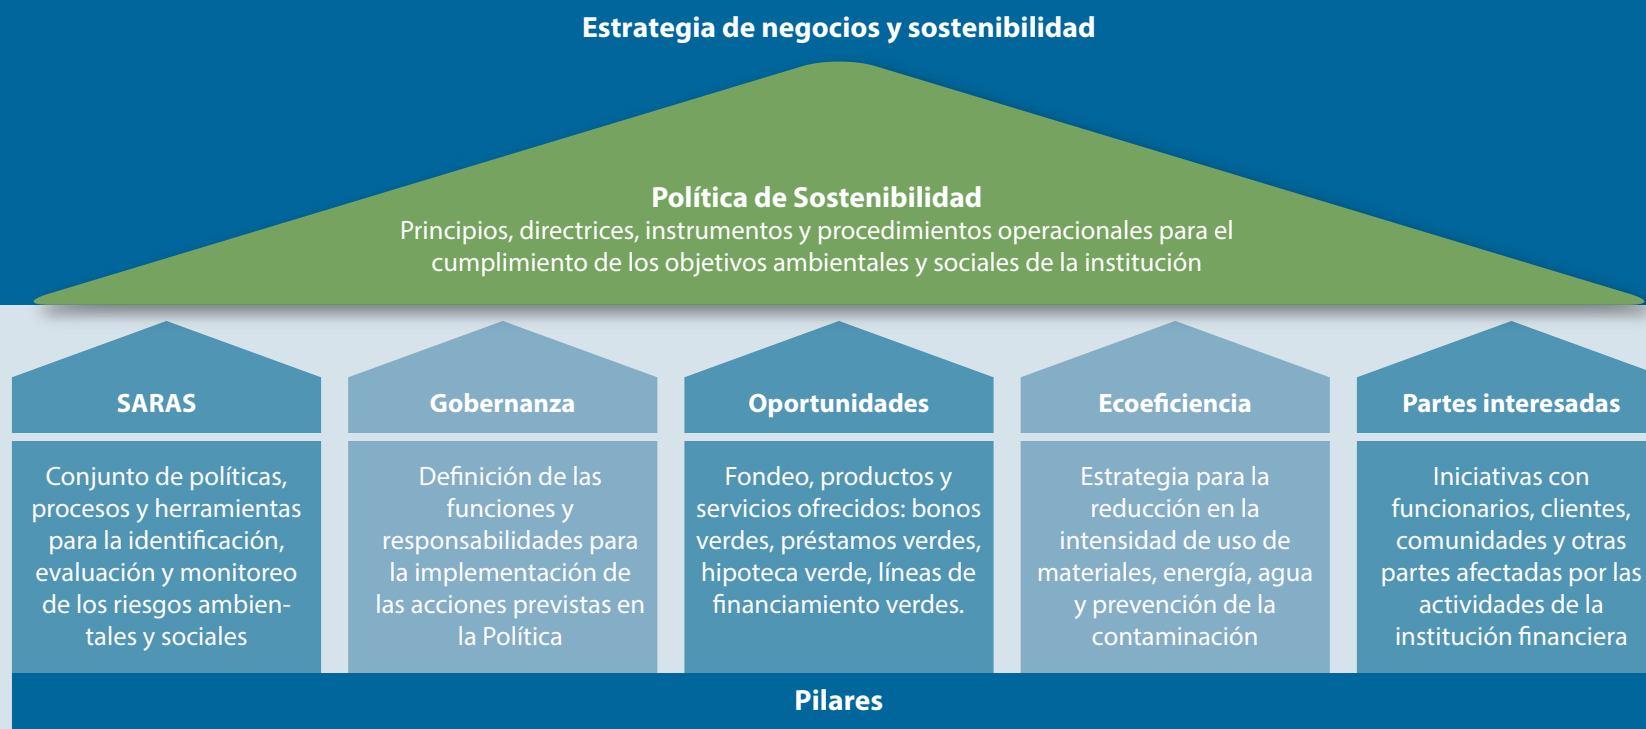 Estrategia de negocios y sostenibilidad
Política de Sostenibilidad
Principios, directrices, instrumentos y procedimientos operacionales para el
cumplimiento de los objetivos ambientales y sociales de la institución
SARAS
Conjunto de políticas,
procesos y herramientas
para la identificación,
evaluación y monitoreo
de los riesgos ambien-
tales y sociales
Gobernanza
Definición de las
funciones y
responsabilidades para
la implementación de
las acciones previstas en
la Política
Oportunidades
Fondeo, productos y
servicios ofrecidos: bonos
verdes, préstamos verdes,
hipoteca verde, líneas de
financiamiento verdes.
Ecoeficiencia
Estrategia para la
reducción en la
intensidad de uso de
materiales, energía, agua
y prevención de la
contaminación
Partes interesadas
Iniciativas con
funcionarios, clientes,
comunidades y otras
partes afectadas por las
actividades de la
institución financiera
Pilares